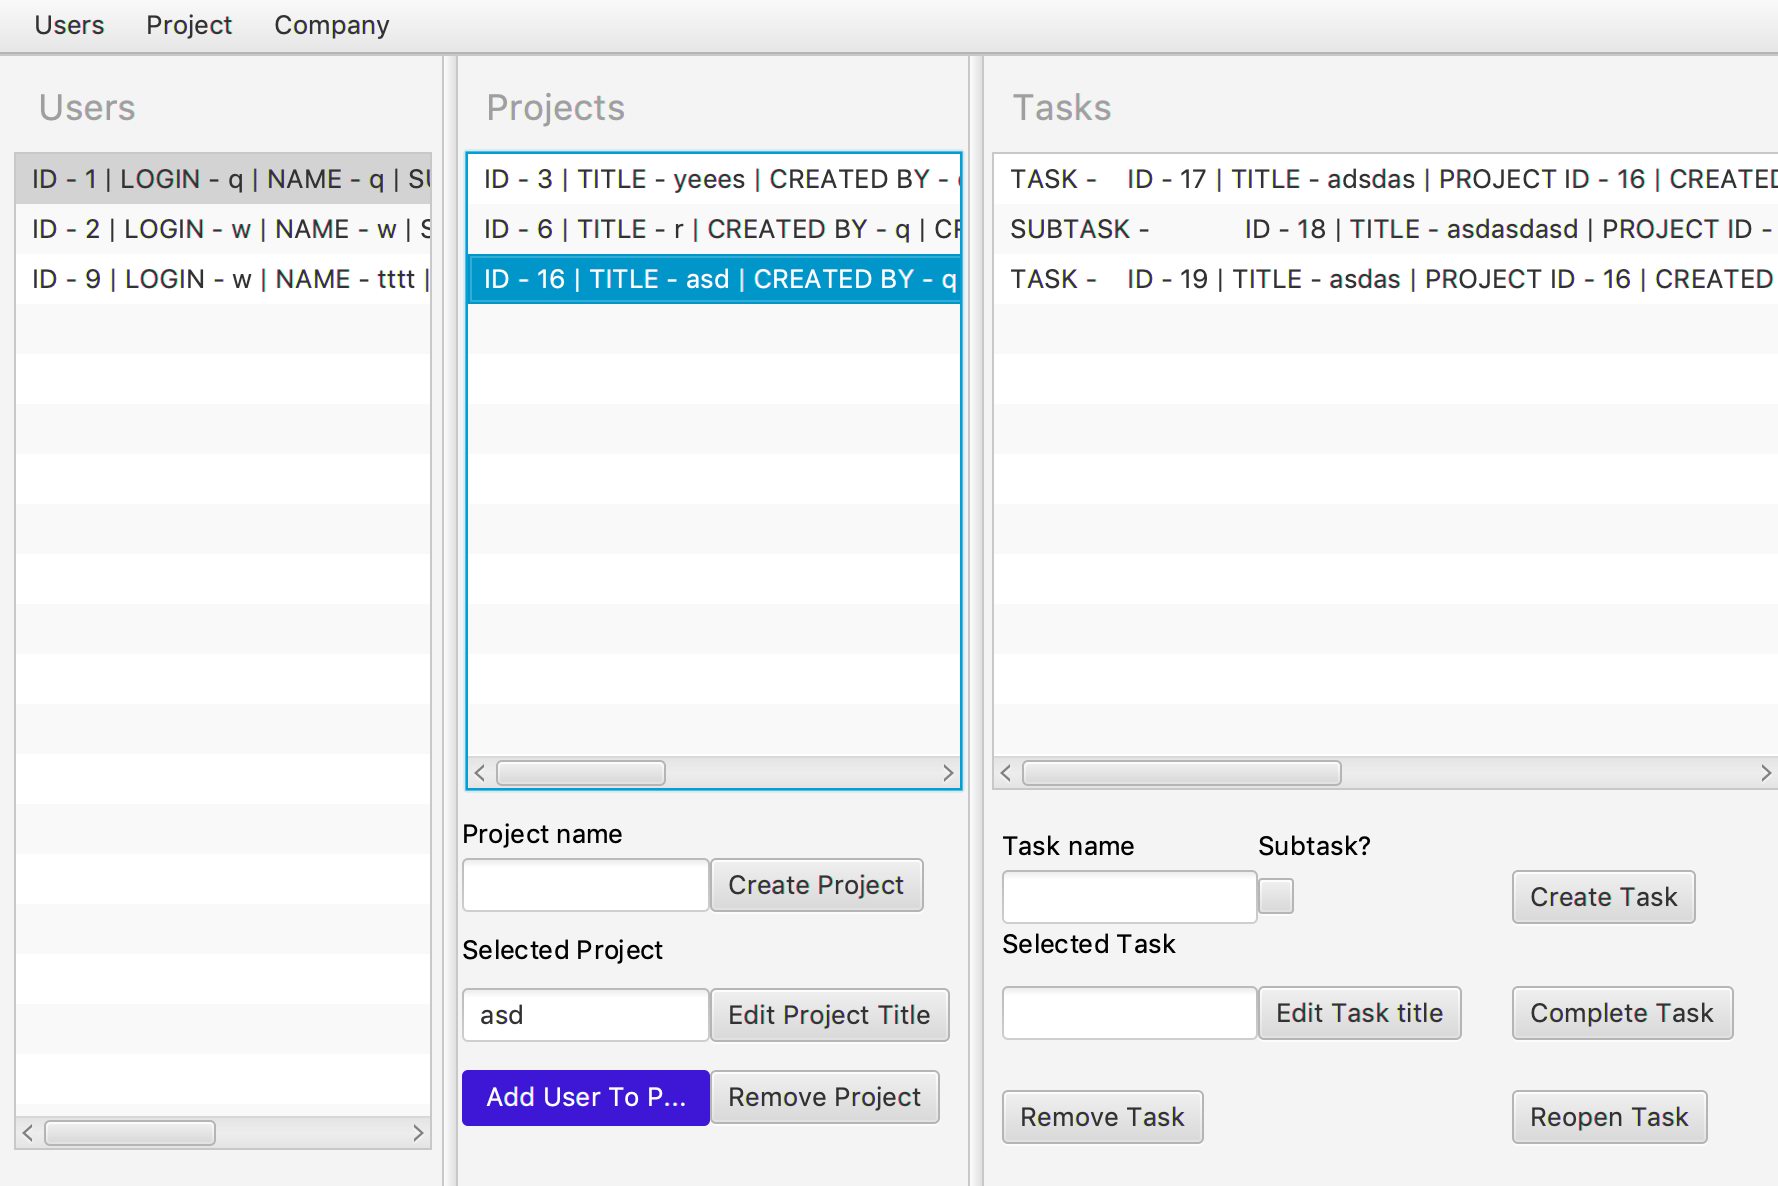 Users Project Company
Users
ID - 1 | LOGIN - q | NAME - q | SU
ID - 2 | LOGIN - w | NAME - w | S
ID - 9 | LOGIN - w | NAME - tttt |
Projects
ID - 3 | TITLE - yeees | CREATED BY -
ID - 6 | TITLE - r | CREATED BY - q | CR
ID - 16 | TITLE - asd | CREATED BY - q
Project name
Create Project
Selected Project
asd
Edit Project Title
Add User To P...
Remove Project
Tasks
TASK - ID - 17 | TITLE - adsdas | PROJECT ID - 16 | CREATED
SUBTASK - ID - 18 | TITLE - asdasdasd | PROJECT ID -
TASK - ID - 19 | TITLE - asdas | PROJECT ID - 16 | CREATED
Task name Subtask?
Create Task
Selected Task
Edit Task title
Complete Task
Remove Task
Reopen Task